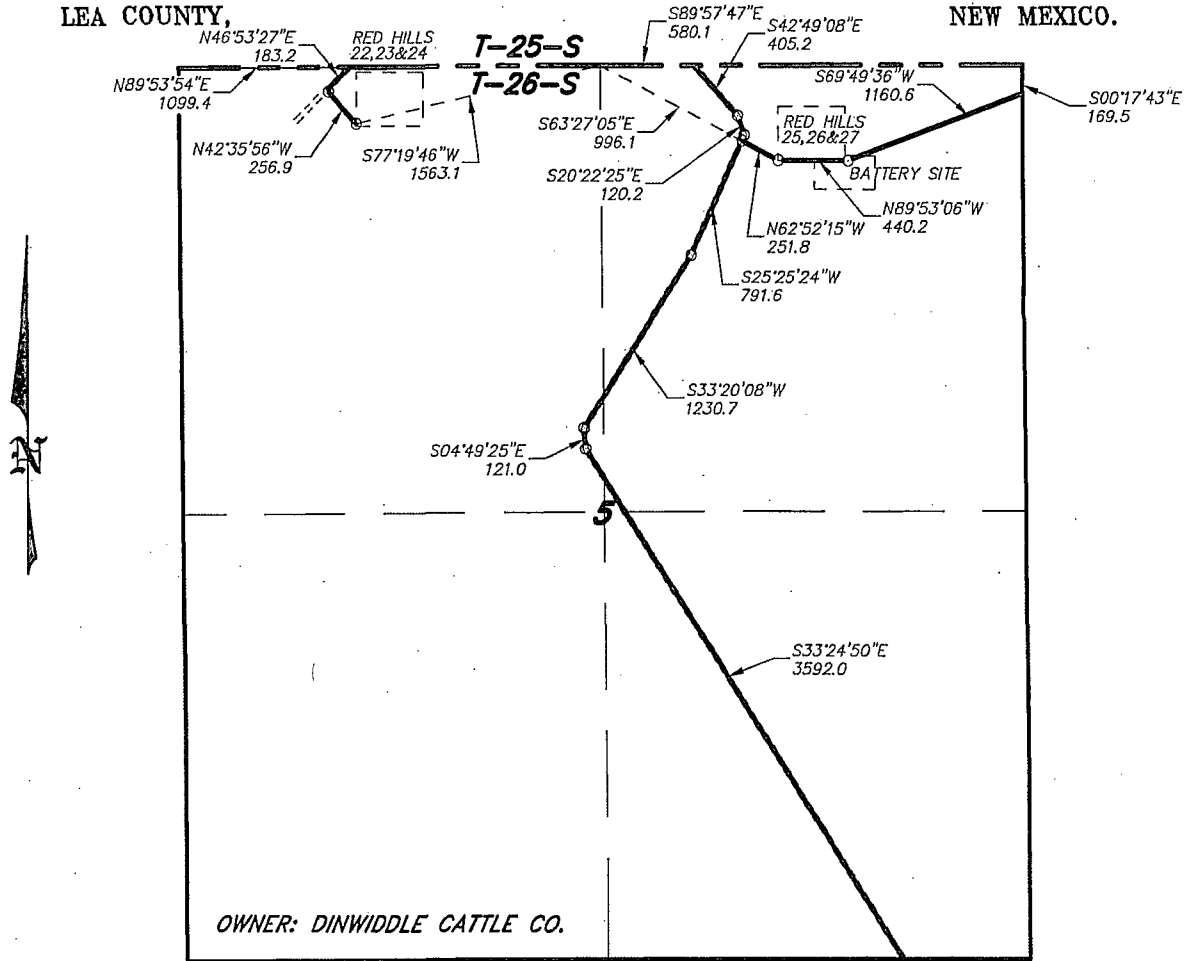 LEA COUNTY,
NEW MEXICO.
S89°57'47"E
580.1
S42°49'08"E
405.2
N46°53'27"E
183.2
RED HILLS
22,23&24
T-25-S
T-26-S
N89°53'54"E
1099.4
S69°49'36"W
1160.6
S00°17'43"E
169.5
N42°35'56"W
256.9
S77°19'46"W
1563.1
S63°27'05"E
996.1
RED HILLS
25,26&27
S20°22'25"E
120.2
BATTERY SITE
N89°53'06"W
440.2
N62°52'15"W
251.8
S25°25'24"W
791.6
S33°20'08"W
1230.7
N
S04°49'25"E
121.0
5
S33°24'50"E
3592.0
OWNER: DINWIDDLE CATTLE CO.